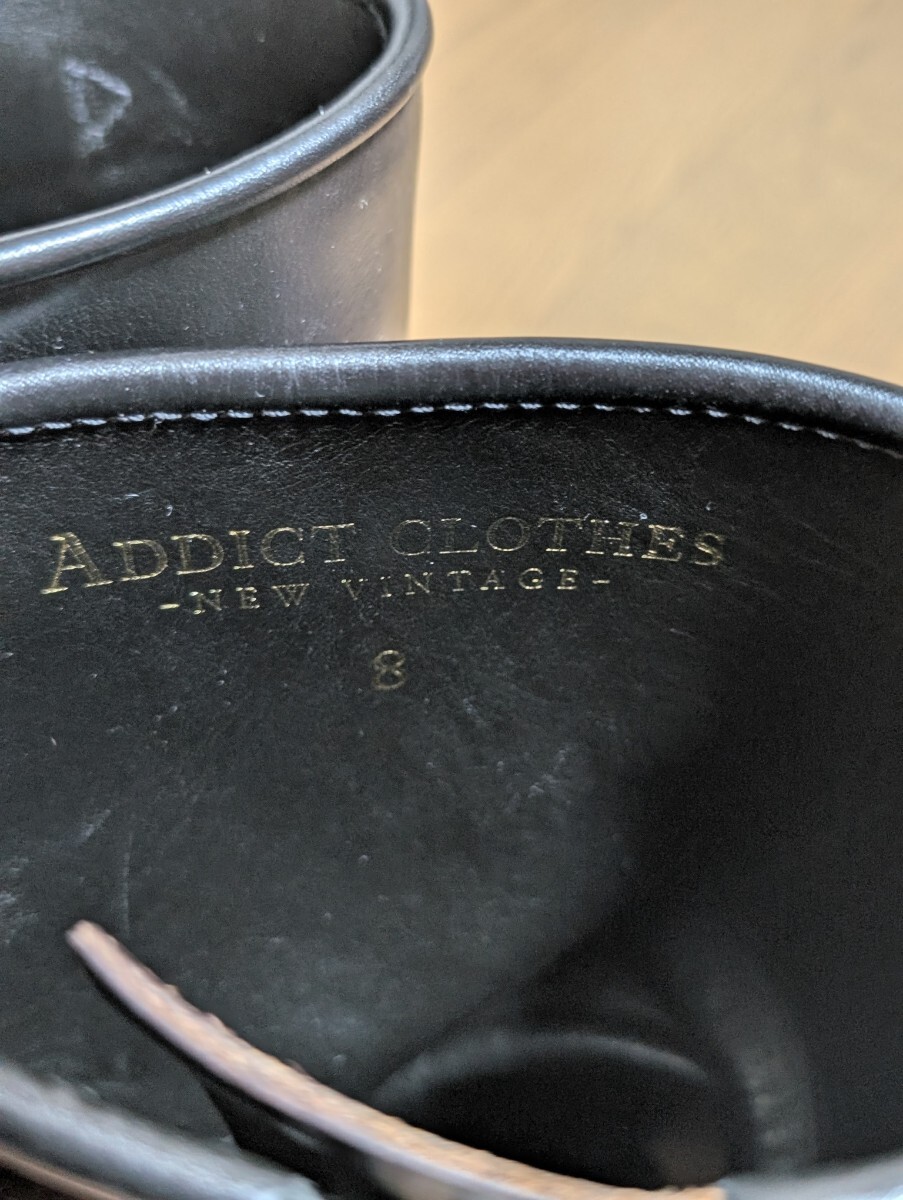 ADDICT CLOTHES
-NEW VINTAGE-
8